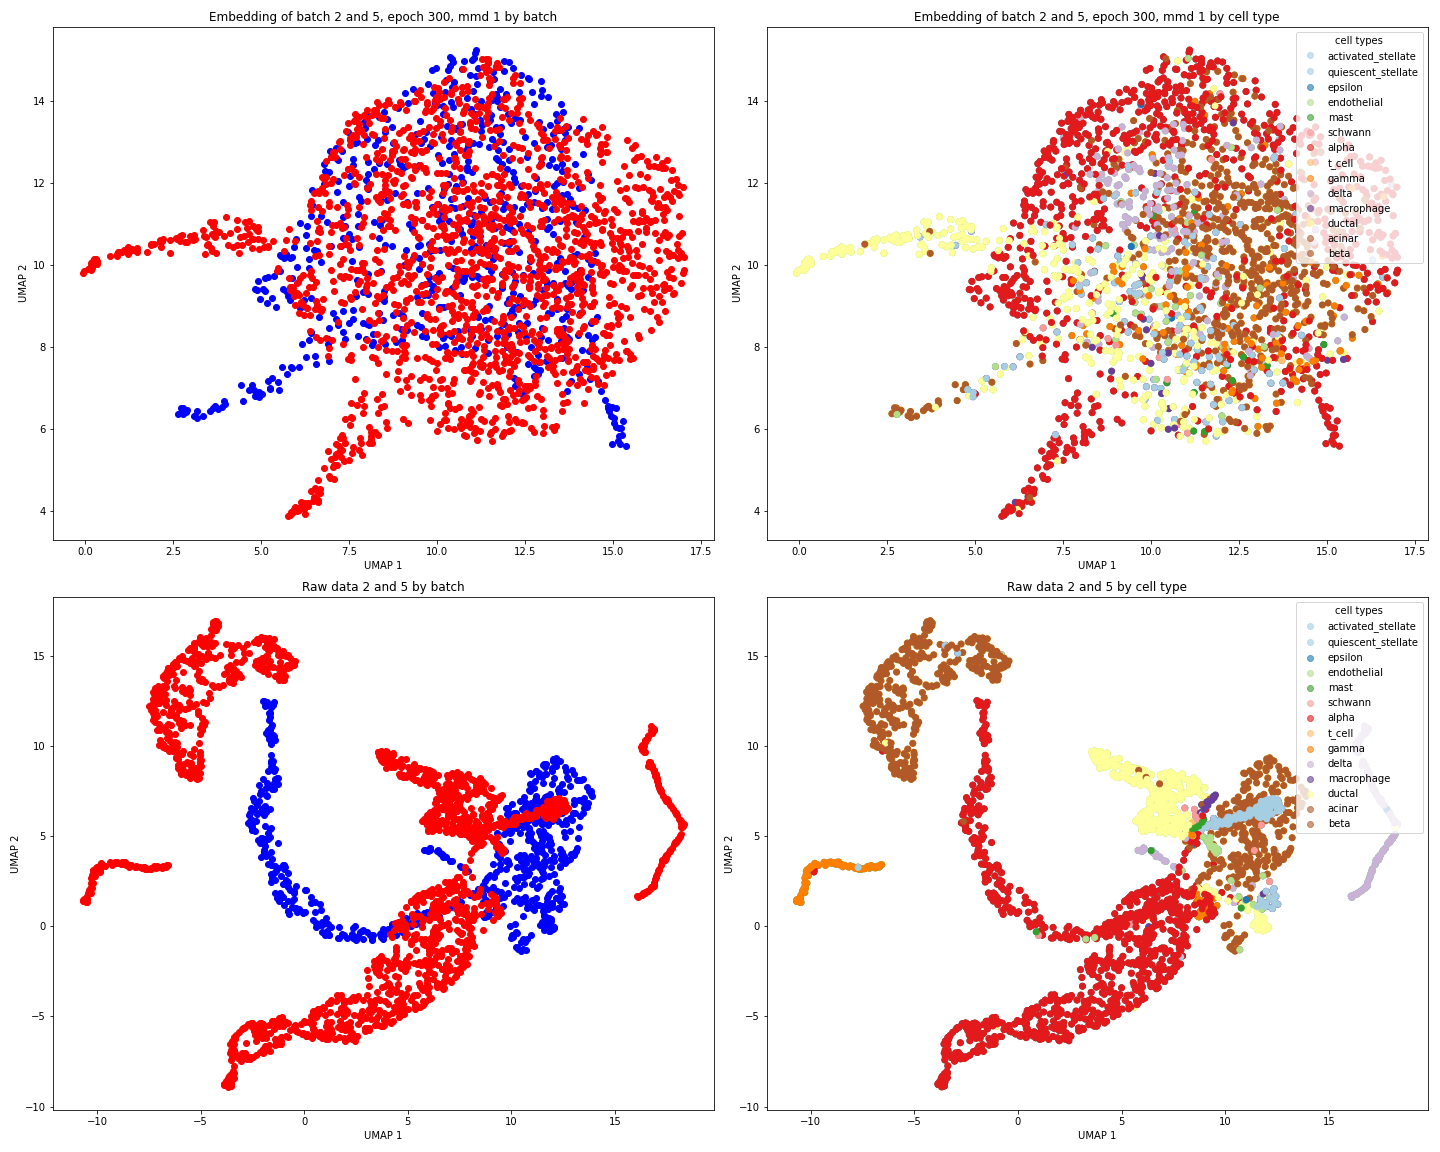 Embedding of batch 2 and 5, epoch 300, mmd 1 by batch
14
12
10
8
6
4
UMAP 2
0.0
2.5
5.0
7.5
10.0
12.5
15.0
17.5
UMAP 1
Embedding of batch 2 and 5, epoch 300, mmd 1 by cell type
cell types
activated_stellate
quiescent_stellate
epsilon
endothelial
mast
schwann
alpha
t_cell
gamma
delta
macrophage
ductal
acinar
beta
14
12
10
8
6
4
UMAP 2
0.0
2.5
5.0
7.5
10.0
12.5
15.0
17.5
UMAP 1
Raw data 2 and 5 by batch
15
10
5
0
−5
−10
UMAP 2
−10
−5
0
5
10
15
UMAP 1
Raw data 2 and 5 by cell type
cell types
activated_stellate
quiescent_stellate
epsilon
endothelial
mast
schwann
alpha
t_cell
gamma
delta
macrophage
ductal
acinar
beta
15
10
5
0
−5
−10
UMAP 2
−10
−5
0
5
10
15
UMAP 1